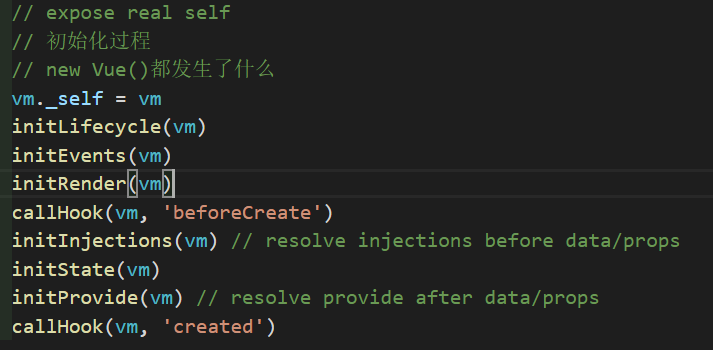 // expose real self
// 初始化过程
// new Vue()都发生了什么
vm._self = vm
initLifecycle(vm)
initEvents(vm)
initRender(vm)
callHook(vm, 'beforeCreate')
initInjections(vm) // resolve injections before data/props
initState(vm)
initProvide(vm) // resolve provide after data/props
callHook(vm, 'created')